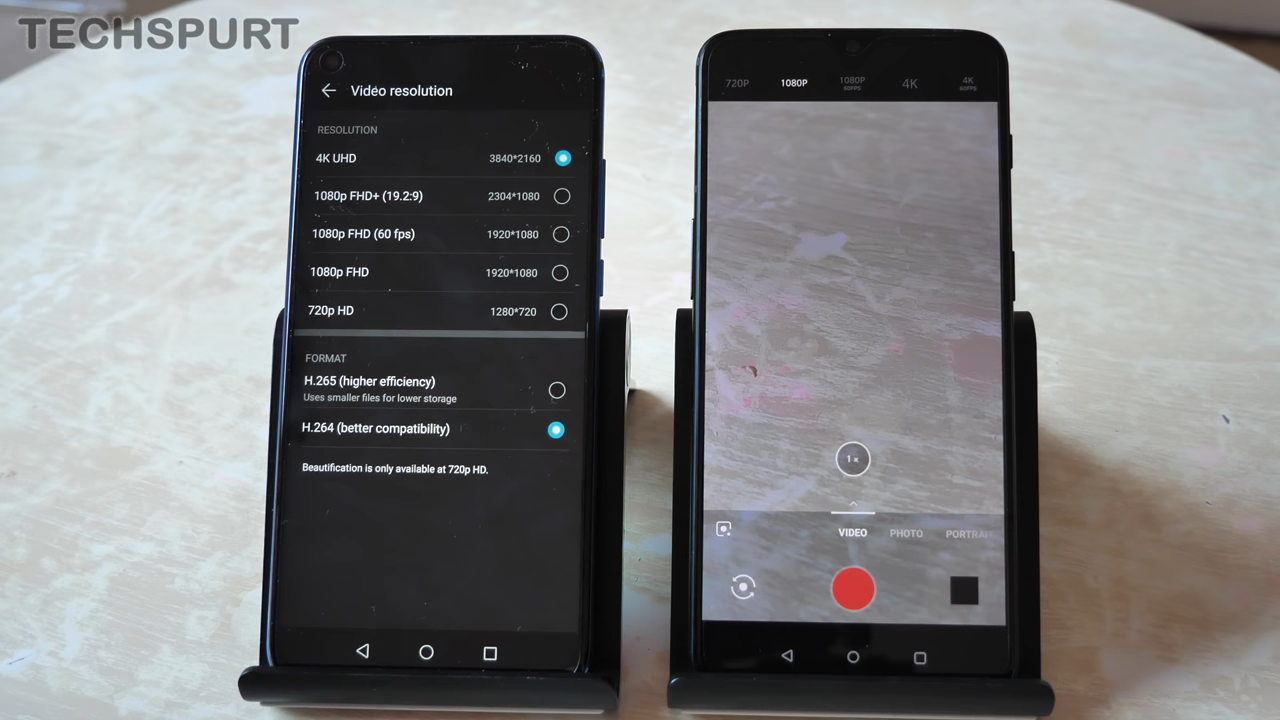 TECHSPURT
Video resolution
RESOLUTION
4K UHD 3840*2160
1080p FHD+ (19.2:9) 2304*1080
1080p FHD (60 fps) 1920*1080
1080p FHD 1920*1080
720p HD 1280*720
FORMAT
H.265 (higher efficiency)
Uses smaller files for lower storage
H.264 (better compatibility)
Beautification is only available at 720p HD.
720P 1080P 1080P 4K 4K
60FPS 60FPS
1x
VIDEO PHOTO PORTRAI